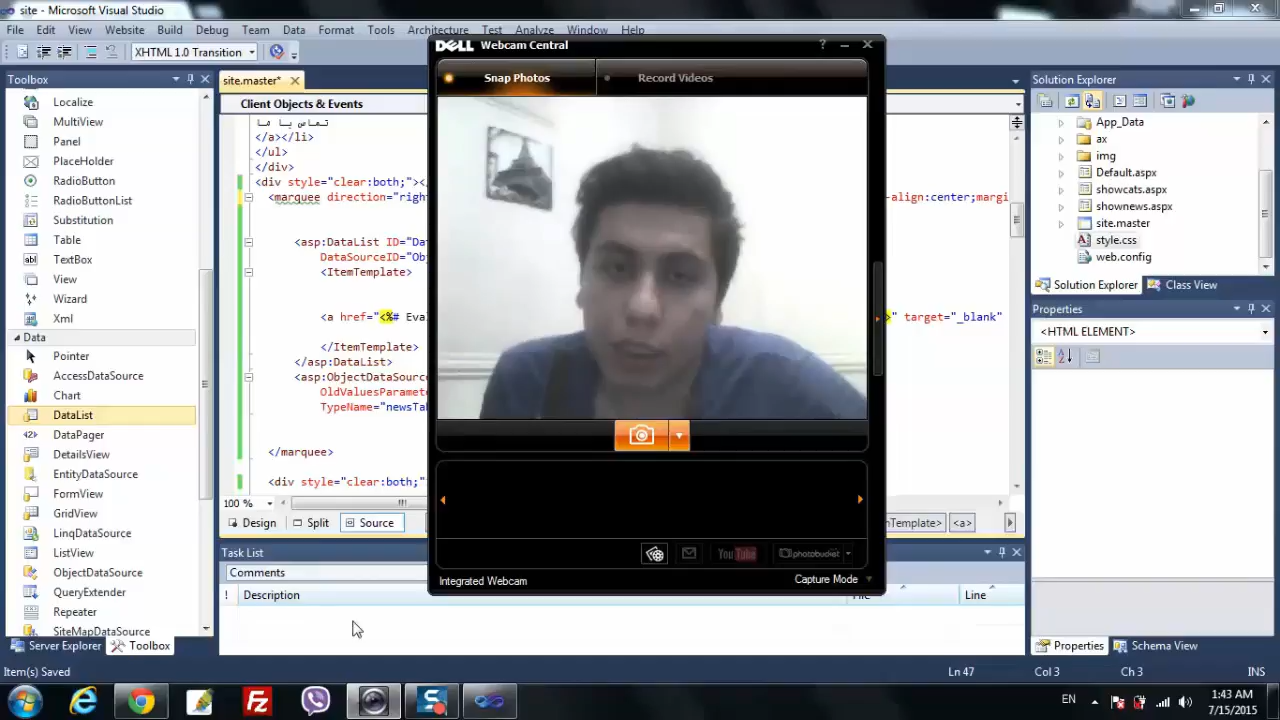 site - Microsoft Visual Studio
File Edit View Website Build Debug Team Data Format Tools Architecture Test Analyze Window Help
XHTML 1.0 Transition
Toolbox
Localize
MultiView
Panel
PlaceHolder
RadioButton
RadioButtonList
Substitution
Table
TextBox
View
Wizard
Xml
Data
Pointer
AccessDataSource
Chart
DataList
DataPager
DetailsView
EntityDataSource
FormView
GridView
LinqDataSource
ListView
ObjectDataSource
QueryExtender
Repeater
SiteMapDataSource
Server Explorer Toolbox
site.master*
Client Objects & Events
تماس با ما
</a></li>
</ul>
</div>
<div style="clear:both;"><
<marquee direction="righ
-align:center;margi
<asp:DataList ID="Da
DataSourceID="Ob
<ItemTemplate>
<a href="<%# Eva
" target="_blank"
</ItemTemplate>
</asp:DataList>
<asp:ObjectDataSourc
OldValuesParamet
TypeName="newsTa
</marquee>
<div style="clear:both;"
100 %
Design Split Source
mTemplate> <a>
Task List
Comments
! Description
Line
DELL Webcam Central
Snap Photos Record Videos
YouTube photobucket
Integrated Webcam Capture Mode
Solution Explorer
App_Data
ax
img
Default.aspx
showcats.aspx
shownews.aspx
site.master
style.css
web.config
Solution Explorer Class View
Properties
<HTML ELEMENT>
Properties Schema View
Item(s) Saved Ln 47 Col 3 Ch 3 INS
EN
1:43 AM
7/15/2015